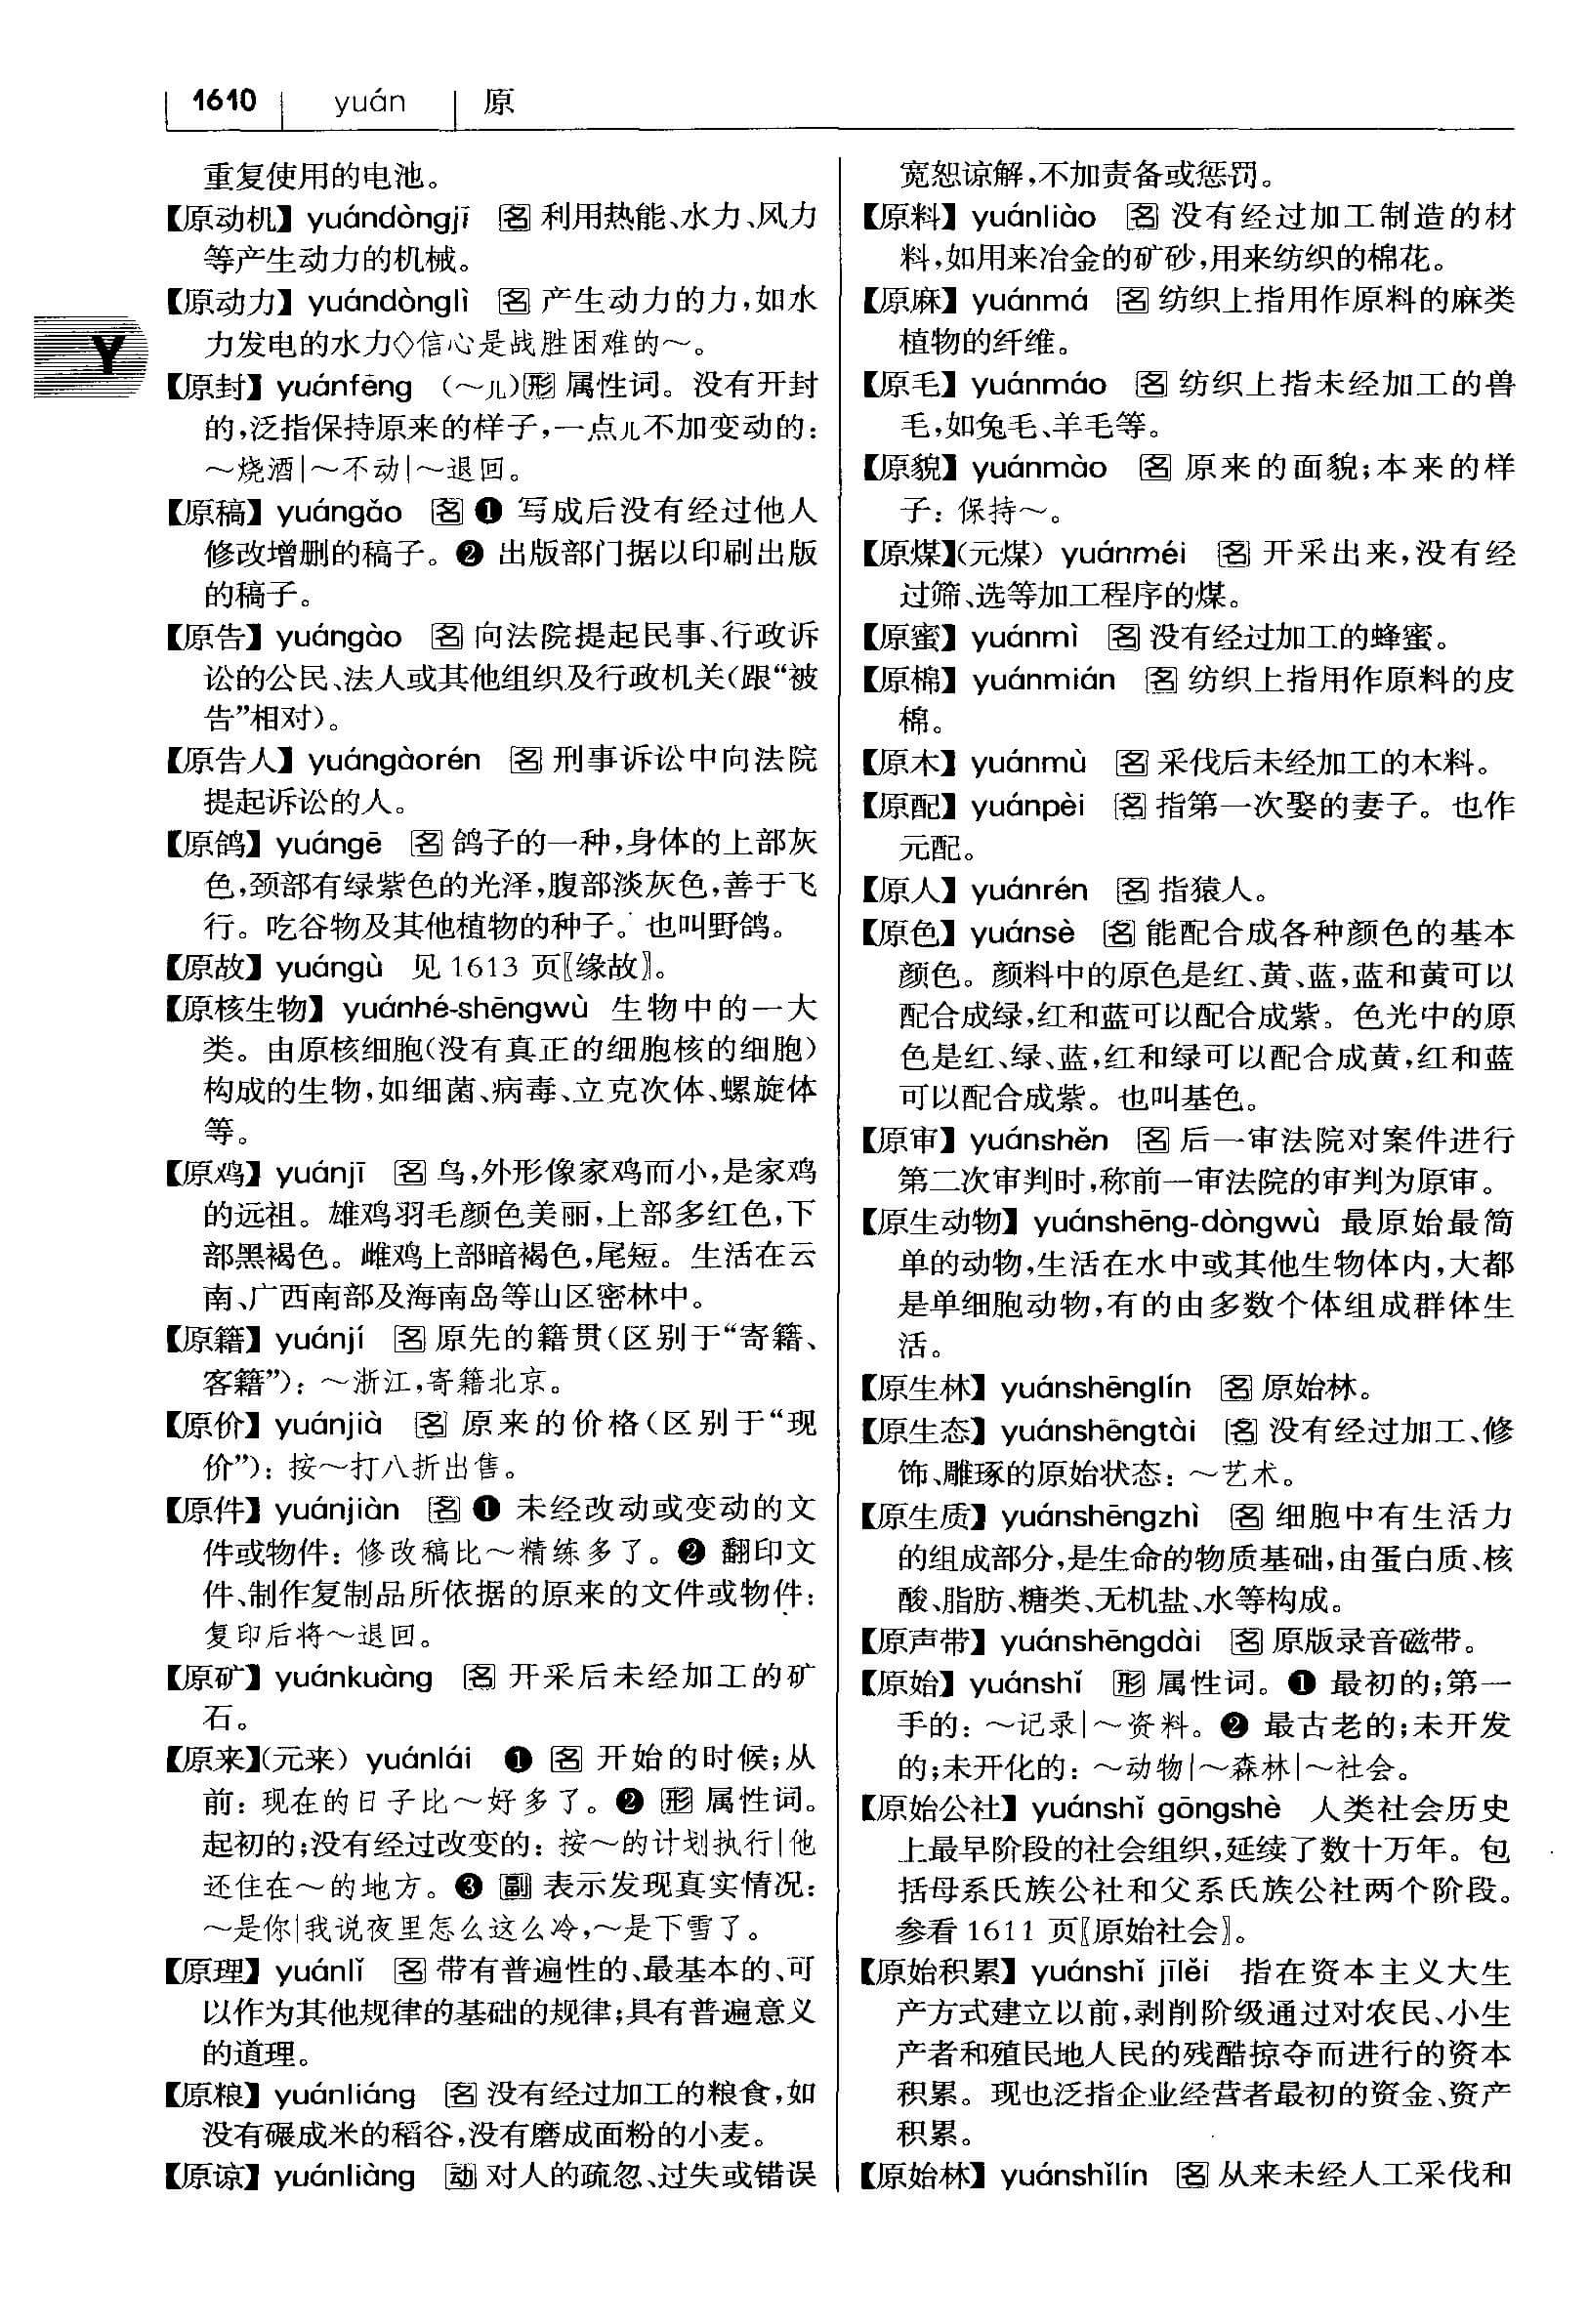 1610 yuán 原
重复使用的电池。
【原动机】 yuándòngjī 名 利用热能、水力、风力
等产生动力的机械。
【原动力】 yuándònglì 名 产生动力的力,如水
力发电的水力◇信心是战胜困难的～。
Y
【原封】 yuánfēng （～儿）形 属性词。没有开封
的,泛指保持原来的样子,一点儿不加变动的：
～烧酒|～不动|～退回。
【原稿】 yuángǎo 名 ❶ 写成后没有经过他人
修改增删的稿子。❷ 出版部门据以印刷出版
的稿子。
【原告】 yuángào 名 向法院提起民事、行政诉
讼的公民、法人或其他组织及行政机关（跟“被
告”相对）。
【原告人】 yuángàorén 名 刑事诉讼中向法院
提起诉讼的人。
【原鸽】 yuángē 名 鸽子的一种,身体的上部灰
色,颈部有绿紫色的光泽,腹部淡灰色,善于飞
行。吃谷物及其他植物的种子。也叫野鸽。
【原故】 yuángù 见 1613 页〖缘故〗。
【原核生物】 yuánhé-shēngwù 生物中的一大
类。由原核细胞（没有真正的细胞核的细胞）
构成的生物,如细菌、病毒、立克次体、螺旋体
等。
【原鸡】 yuánjī 名 鸟,外形像家鸡而小,是家鸡
的远祖。雄鸡羽毛颜色美丽,上部多红色,下
部黑褐色。雌鸡上部暗褐色,尾短。生活在云
南、广西南部及海南岛等山区密林中。
【原籍】 yuánjí 名 原先的籍贯（区别于“寄籍、
客籍”）：～浙江,寄籍北京。
【原价】 yuánjià 名 原来的价格（区别于“现
价”）：按～打八折出售。
【原件】 yuánjiàn 名 ❶ 未经改动或变动的文
件或物件：修改稿比～精练多了。❷ 翻印文
件、制作复制品所依据的原来的文件或物件：
复印后将～退回。
【原矿】 yuánkuàng 名 开采后未经加工的矿
石。
【原来】（元来） yuánlái ❶ 名 开始的时候;从
前：现在的日子比～好多了。❷ 形 属性词。
起初的;没有经过改变的：按～的计划执行|他
还住在～的地方。❸ 副 表示发现真实情况：
～是你|我说夜里怎么这么冷,～是下雪了。
【原理】 yuánlǐ 名 带有普遍性的、最基本的、可
以作为其他规律的基础的规律;具有普遍意义
的道理。
【原粮】 yuánliáng 名 没有经过加工的粮食,如
没有碾成米的稻谷,没有磨成面粉的小麦。
【原谅】 yuánliàng 动 对人的疏忽、过失或错误
宽恕谅解,不加责备或惩罚。
【原料】 yuánliào 名 没有经过加工制造的材
料,如用来冶金的矿砂,用来纺织的棉花。
【原麻】 yuánmá 名 纺织上指用作原料的麻类
植物的纤维。
【原毛】 yuánmáo 名 纺织上指未经加工的兽
毛,如兔毛、羊毛等。
【原貌】 yuánmào 名 原来的面貌;本来的样
子：保持～。
【原煤】（元煤） yuánméi 名 开采出来,没有经
过筛、选等加工程序的煤。
【原蜜】 yuánmì 名 没有经过加工的蜂蜜。
【原棉】 yuánmián 名 纺织上指用作原料的皮
棉。
【原木】 yuánmù 名 采伐后未经加工的木料。
【原配】 yuánpèi 名 指第一次娶的妻子。也作
元配。
【原人】 yuánrén 名 指猿人。
【原色】 yuánsè 名 能配合成各种颜色的基本
颜色。颜料中的原色是红、黄、蓝,蓝和黄可以
配合成绿,红和蓝可以配合成紫。色光中的原
色是红、绿、蓝,红和绿可以配合成黄,红和蓝
可以配合成紫。也叫基色。
【原审】 yuánshěn 名 后一审法院对案件进行
第二次审判时,称前一审法院的审判为原审。
【原生动物】 yuánshēng-dòngwù 最原始最简
单的动物,生活在水中或其他生物体内,大都
是单细胞动物,有的由多数个体组成群体生
活。
【原生林】 yuánshēnglín 名 原始林。
【原生态】 yuánshēngtài 名 没有经过加工、修
饰、雕琢的原始状态：～艺术。
【原生质】 yuánshēngzhì 名 细胞中有生活力
的组成部分,是生命的物质基础,由蛋白质、核
酸、脂肪、糖类、无机盐、水等构成。
【原声带】 yuánshēngdài 名 原版录音磁带。
【原始】 yuánshǐ 形 属性词。❶ 最初的;第一
手的：～记录|～资料。❷ 最古老的;未开发
的;未开化的：～动物|～森林|～社会。
【原始公社】 yuánshǐ gōngshè 人类社会历史
上最早阶段的社会组织,延续了数十万年。包
括母系氏族公社和父系氏族公社两个阶段。
参看 1611 页〖原始社会〗。
【原始积累】 yuánshǐ jīlěi 指在资本主义大生
产方式建立以前,剥削阶级通过对农民、小生
产者和殖民地人民的残酷掠夺而进行的资本
积累。现也泛指企业经营者最初的资金、资产
积累。
【原始林】 yuánshǐlín 名 从来未经人工采伐和